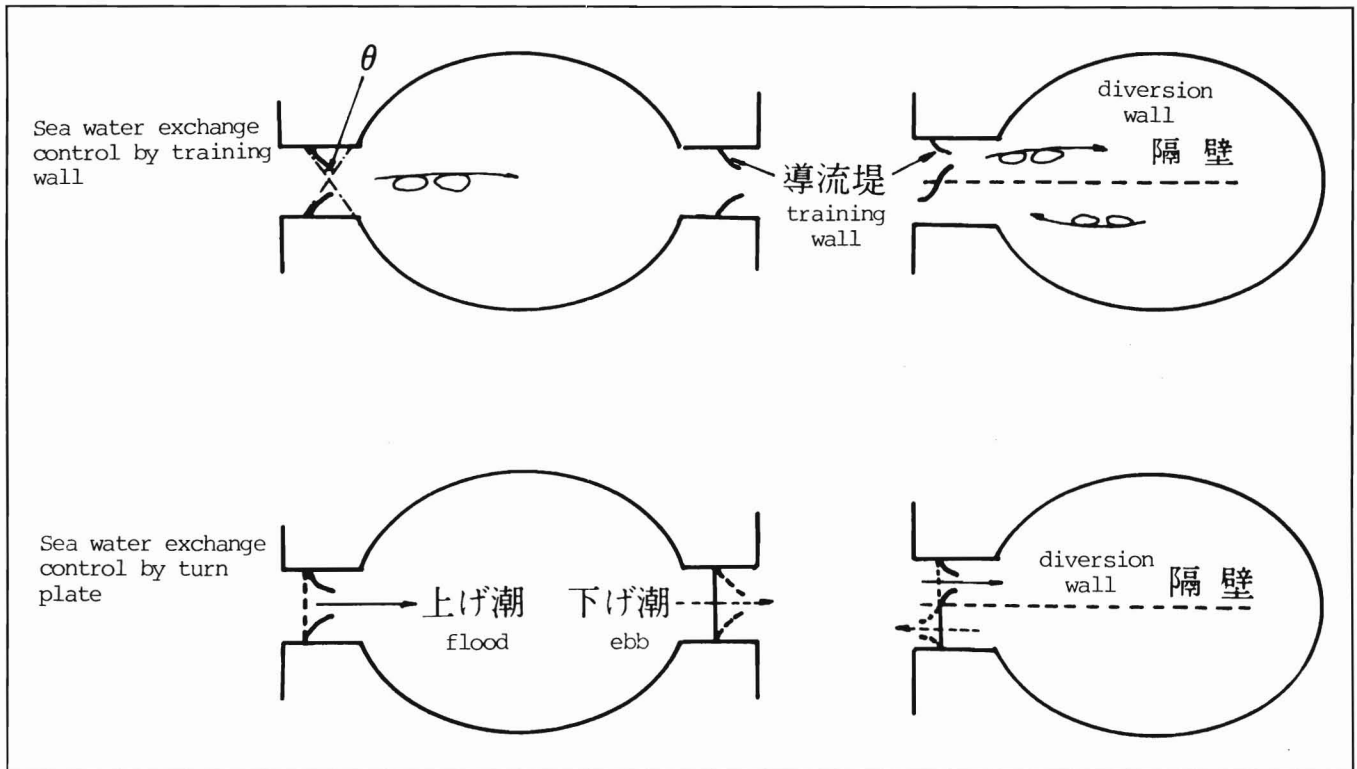 θ
Sea water exchange
control by training
wall
導流堤
training
wall
diversion
wall
隔壁
Sea water exchange
control by turn
plate
上げ潮
flood
下げ潮
ebb
diversion
wall
隔壁